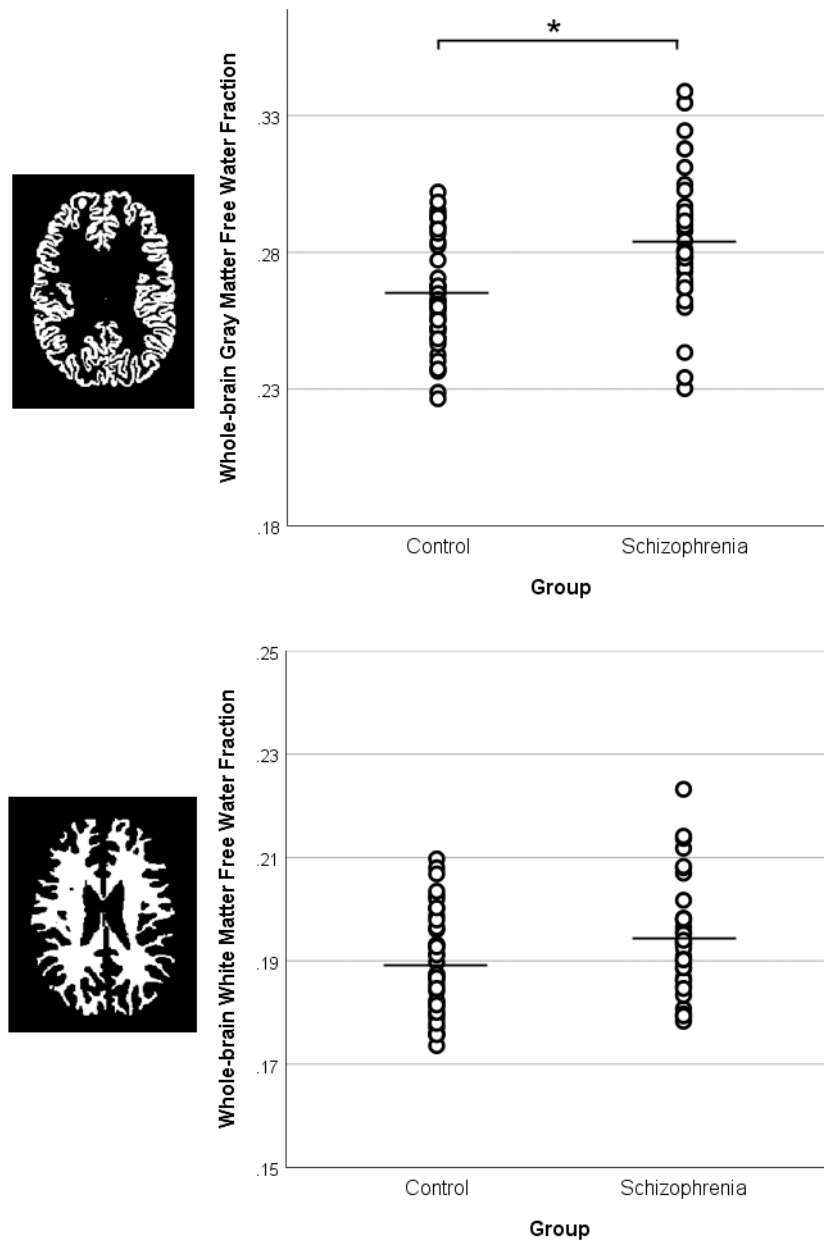 *
Whole-brain Gray Matter Free Water Fraction
.33
.28
.23
.18
Control
Schizophrenia
Group
Whole-brain White Matter Free Water Fraction
.25
.23
.21
.19
.17
.15
Control
Schizophrenia
Group